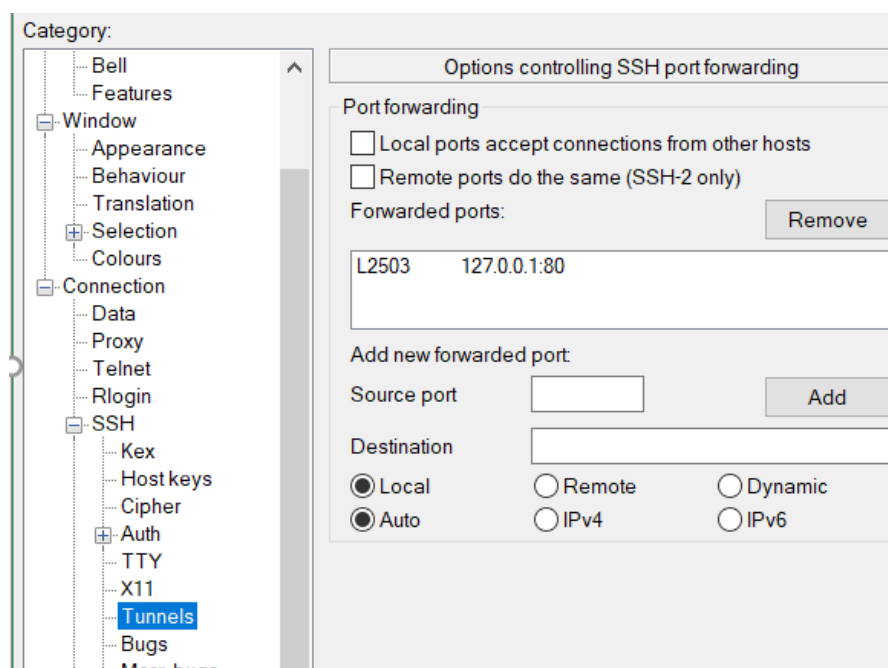 Category:
Bell
Features
Window
Appearance
Behaviour
Translation
Selection
Colours
Connection
Data
Proxy
Telnet
Rlogin
SSH
Kex
Host keys
Cipher
Auth
TTY
X11
Tunnels
Bugs
More bugs
Options controlling SSH port forwarding
Port forwarding
Local ports accept connections from other hosts
Remote ports do the same (SSH-2 only)
Forwarded ports:
Remove
L2503 127.0.0.1:80
Add new forwarded port:
Source port
Add
Destination
Local Remote Dynamic
Auto IPv4 IPv6